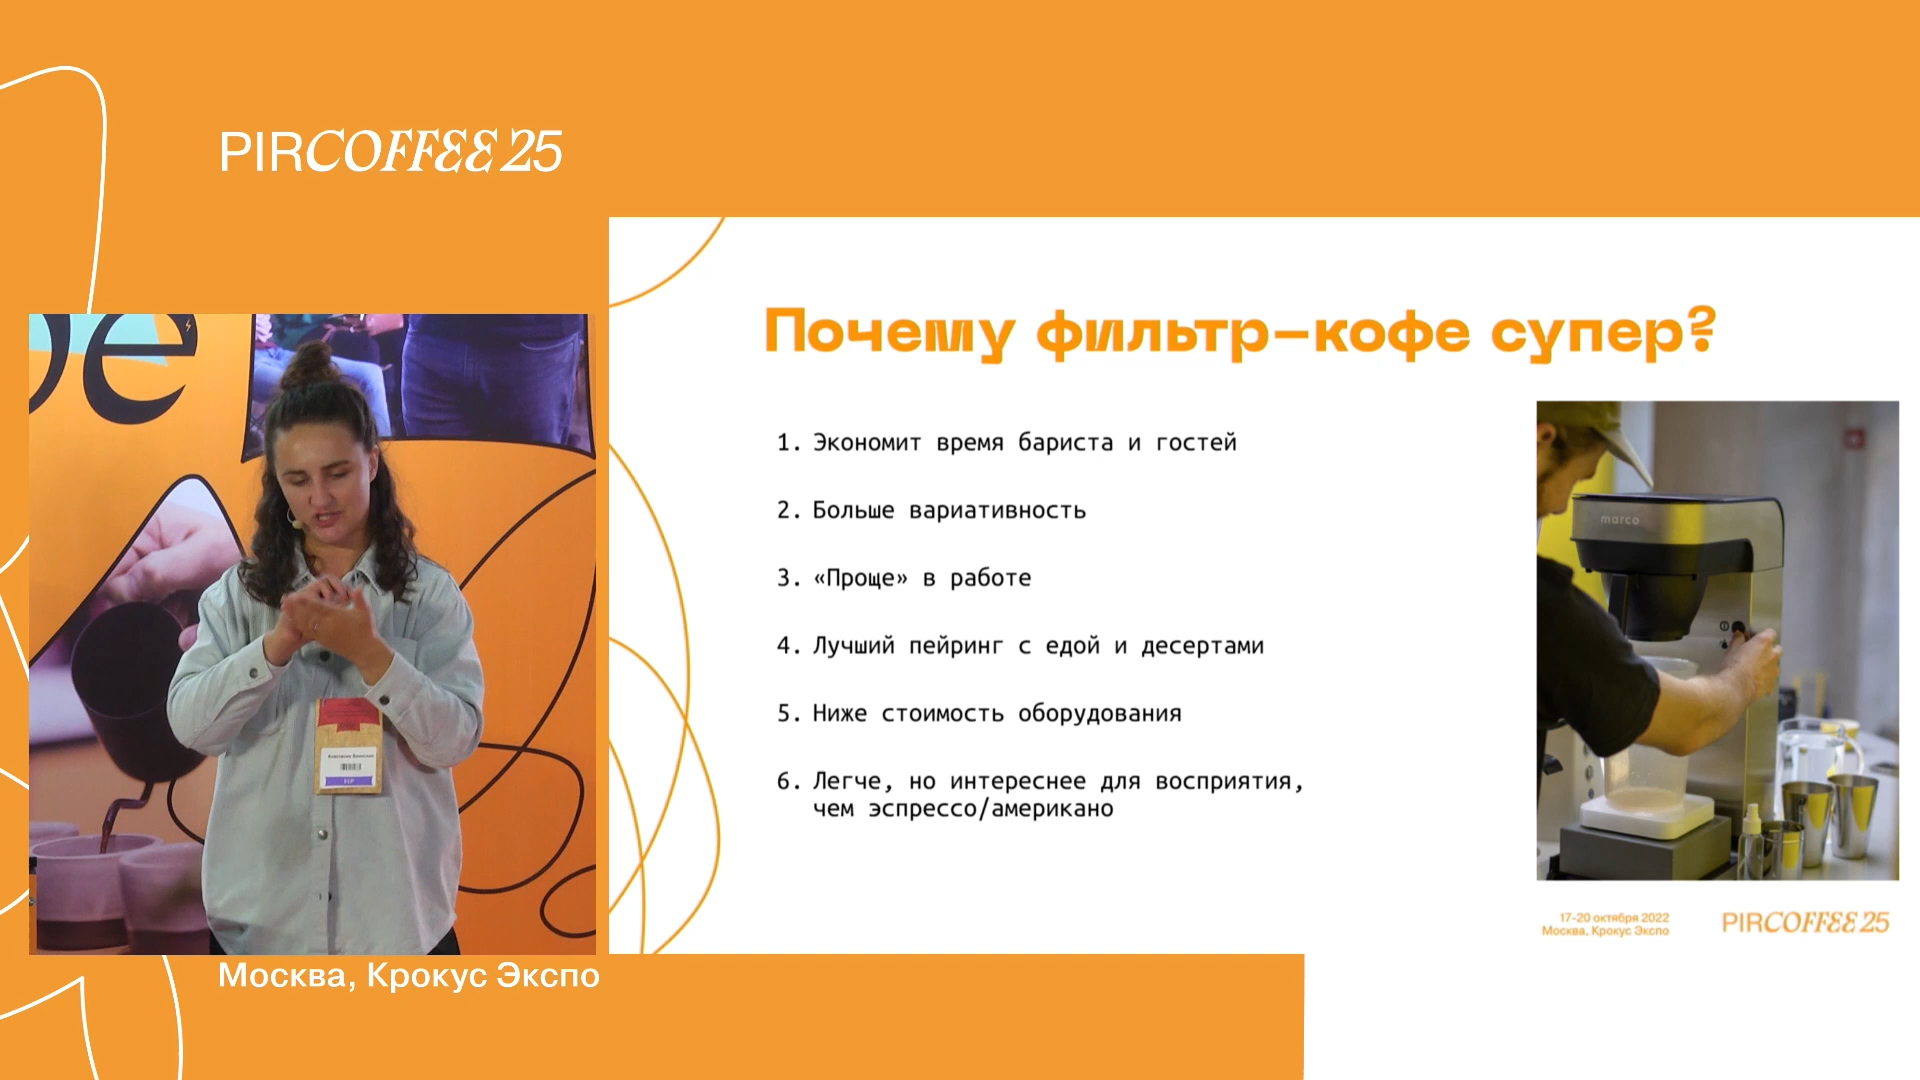 PIRCOFFEE 25
ре
Почему фильтр-кофе супер?
1. Экономит время бариста и гостей
2. Больше вариативность
3. «Проще» в работе
4. Лучший пейринг с едой и десертами
5. Ниже стоимость оборудования
6. Легче, но интереснее для восприятия,
чем эспрессо/американо
marco
VIP
17-20 октября 2022
Москва, Крокус Экспо
PIRCOFFEE 25
Москва, Крокус Экспо